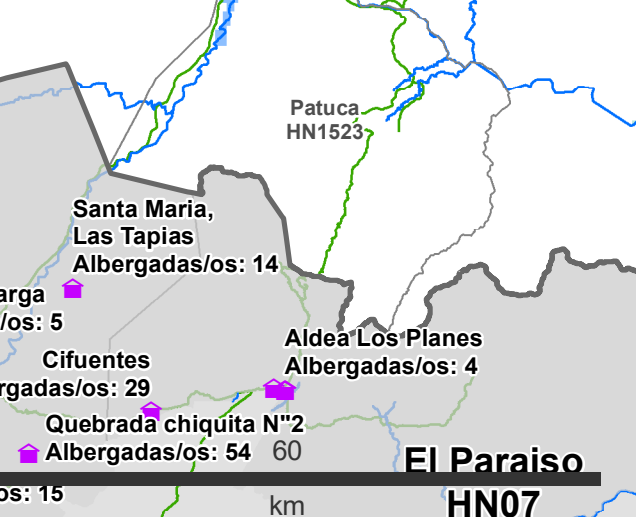 Patuca
HN1523
Santa Maria,
Las Tapias
Albergadas/os: 14
arga
/os: 5
Aldea Los Planes
Albergadas/os: 4
Cifuentes
rgadas/os: 29
Quebrada chiquita N"2
Albergadas/os: 54
60
El Paraiso
os: 15
km
HN07